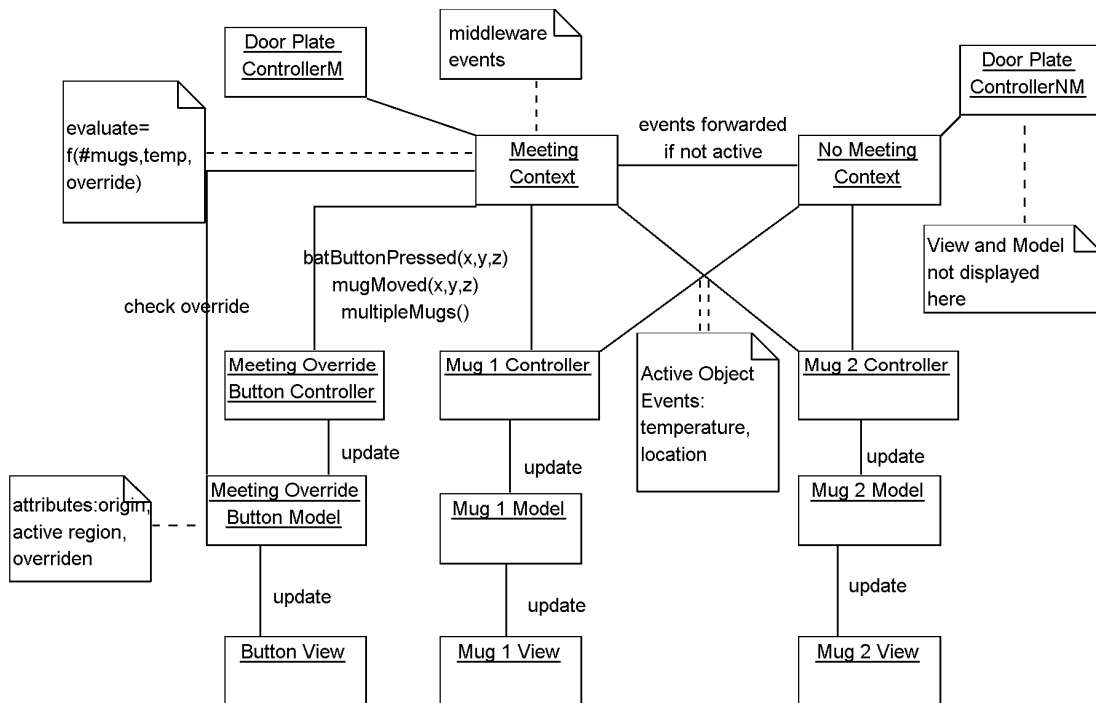 Door Plate
ControllerM
middleware
events
Door Plate
ControllerNM
evaluate=
f(#mugs,temp,
override)
Meeting
Context
events forwarded
if not active
No Meeting
Context
View and Model
not displayed
here
batButtonPressed(x,y,z)
mugMoved(x,y,z)
multipleMugs()
check override
Meeting Override
Button Controller
Mug 1 Controller
Active Object
Events:
temperature,
location
Mug 2 Controller
update
update
update
attributes:origin,
active region,
overriden
Meeting Override
Button Model
Mug 1 Model
Mug 2 Model
update
update
update
Button View
Mug 1 View
Mug 2 View